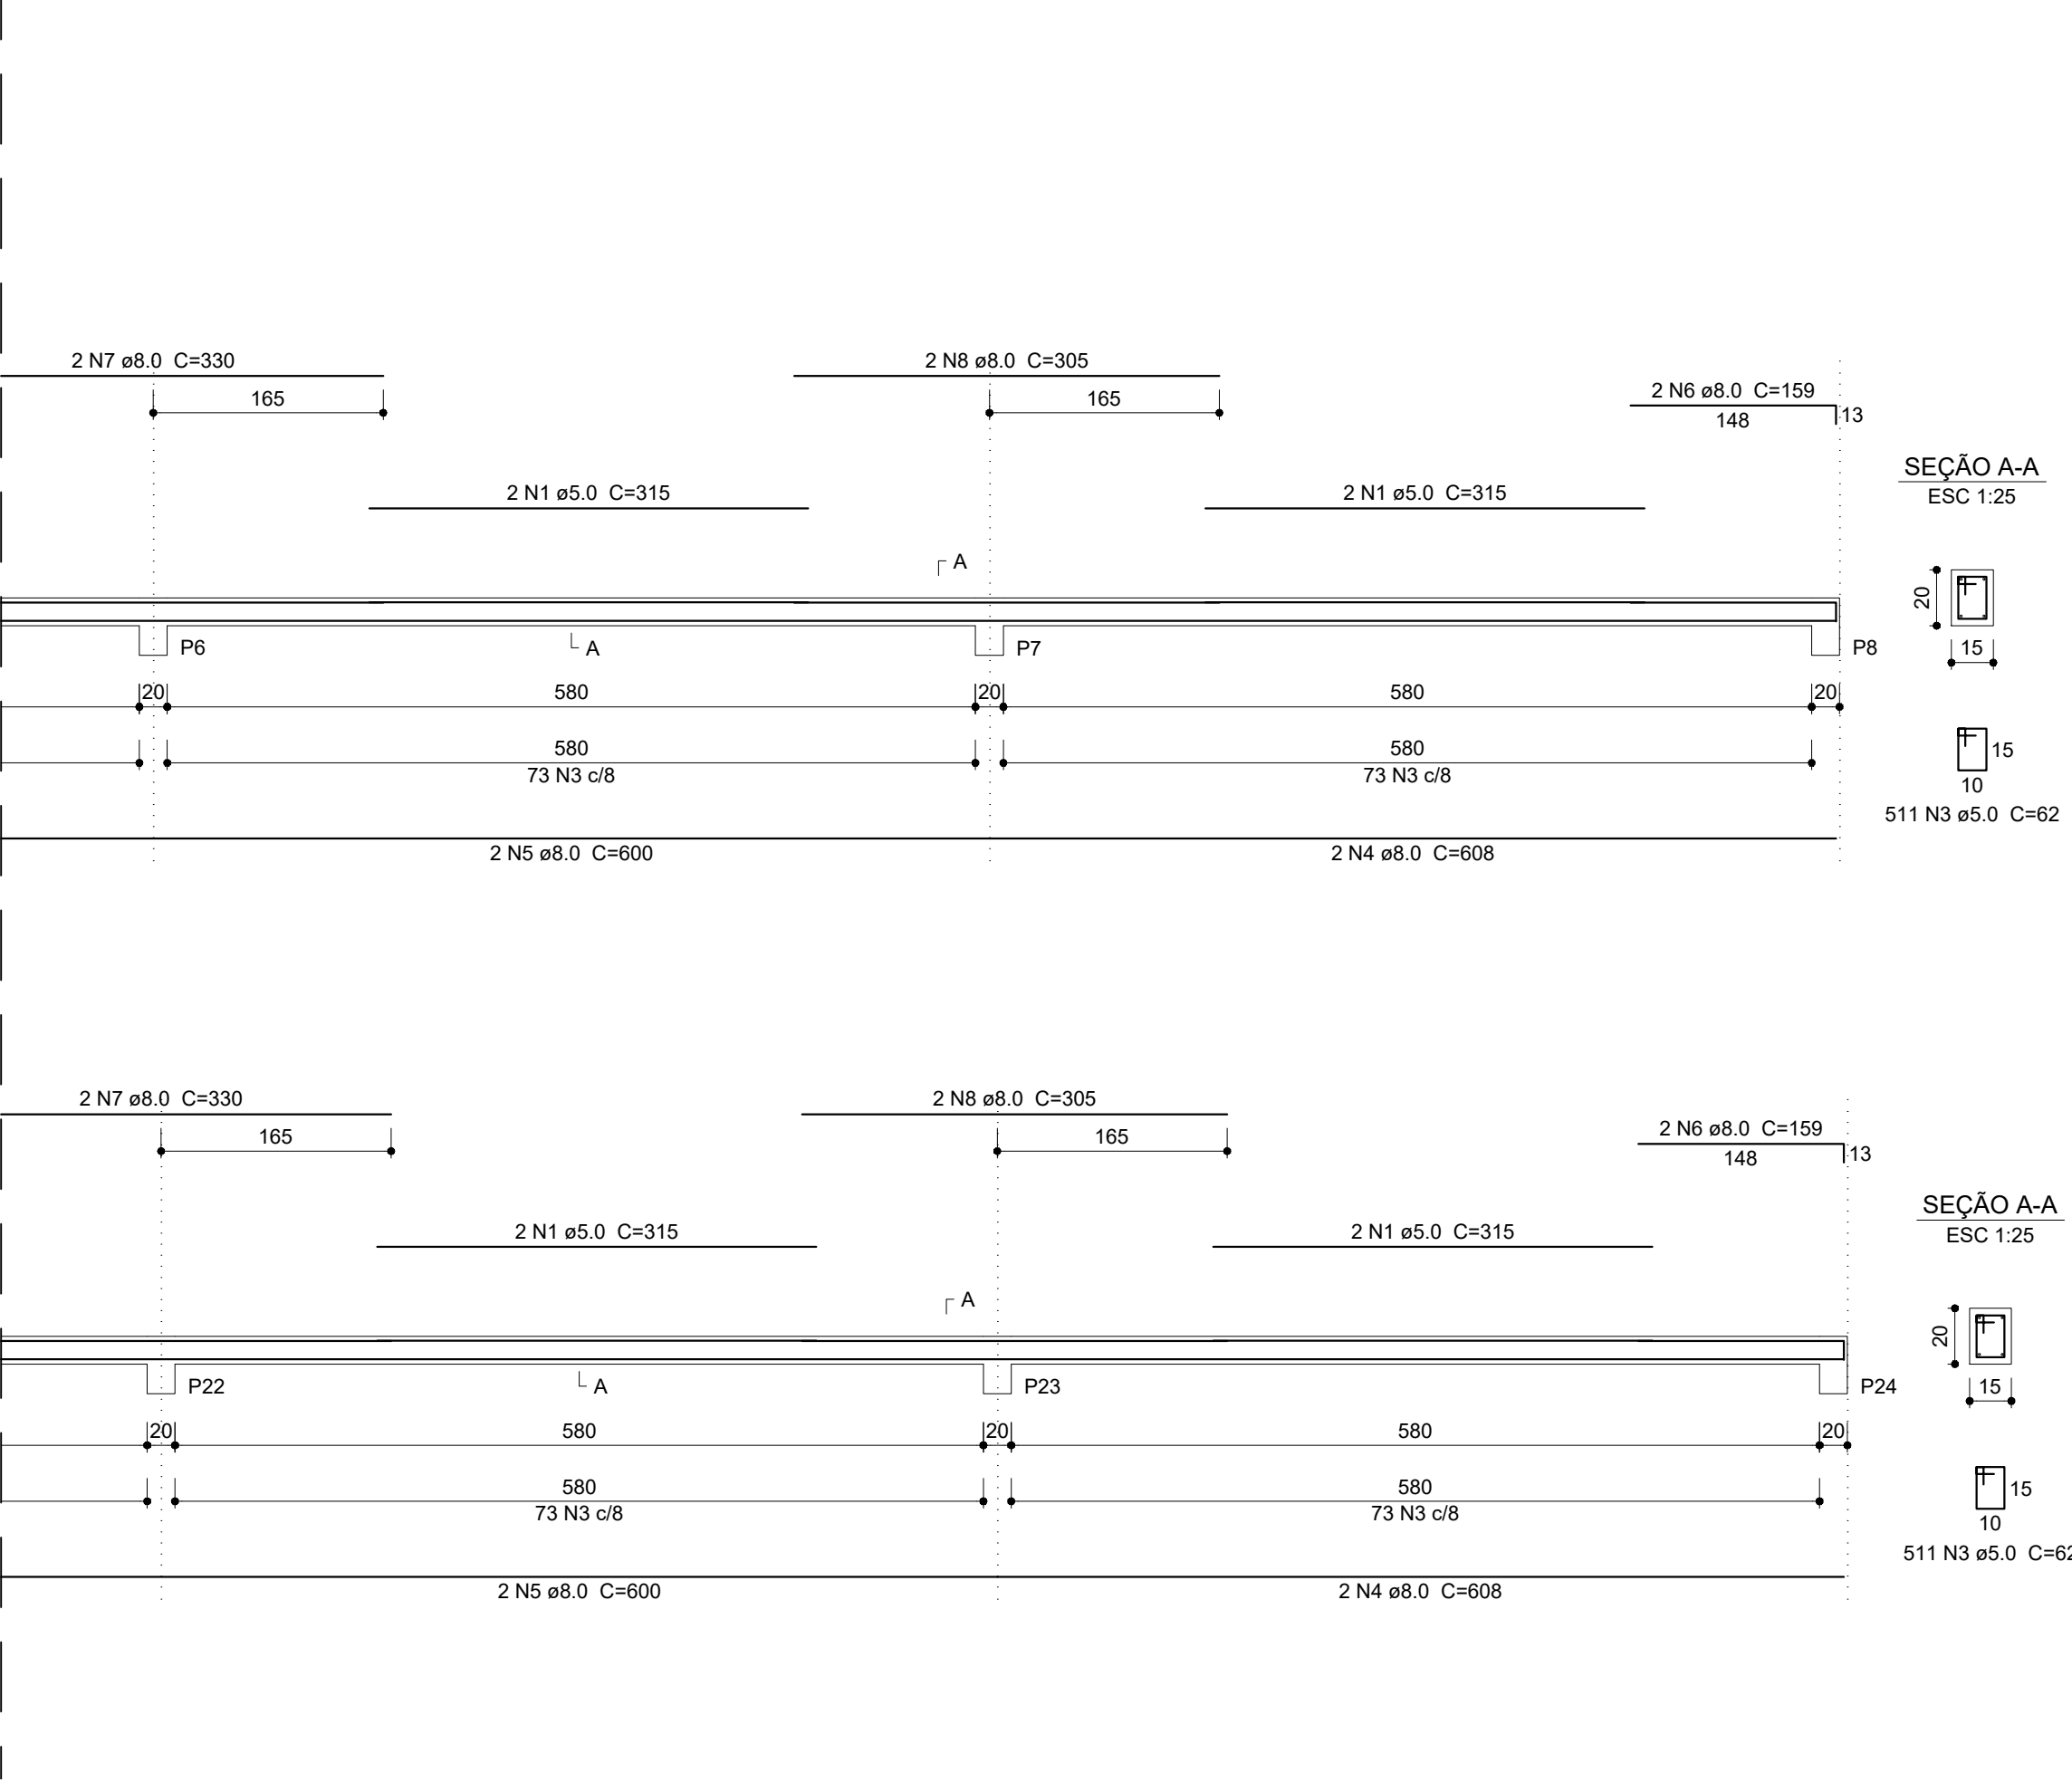 2 N7 ø8.0 C=330
2 N8 ø8.0 C=305
165
165
2 N6 ø8.0 C=159
148
13
SEÇÃO A-A
ESC 1:25
2 N1 ø5.0 C=315
2 N1 ø5.0 C=315
A
20
P6
A
P7
P8
15
20
580
20
580
20
580
73 N3 c/8
580
73 N3 c/8
15
10
511 N3 ø5.0 C=62
2 N5 ø8.0 C=600
2 N4 ø8.0 C=608
2 N7 ø8.0 C=330
2 N8 ø8.0 C=305
165
165
2 N6 ø8.0 C=159
148
13
SEÇÃO A-A
ESC 1:25
2 N1 ø5.0 C=315
2 N1 ø5.0 C=315
A
20
P22
A
P23
P24
15
20
580
20
580
20
580
73 N3 c/8
580
73 N3 c/8
15
10
511 N3 ø5.0 C=62
2 N5 ø8.0 C=600
2 N4 ø8.0 C=608